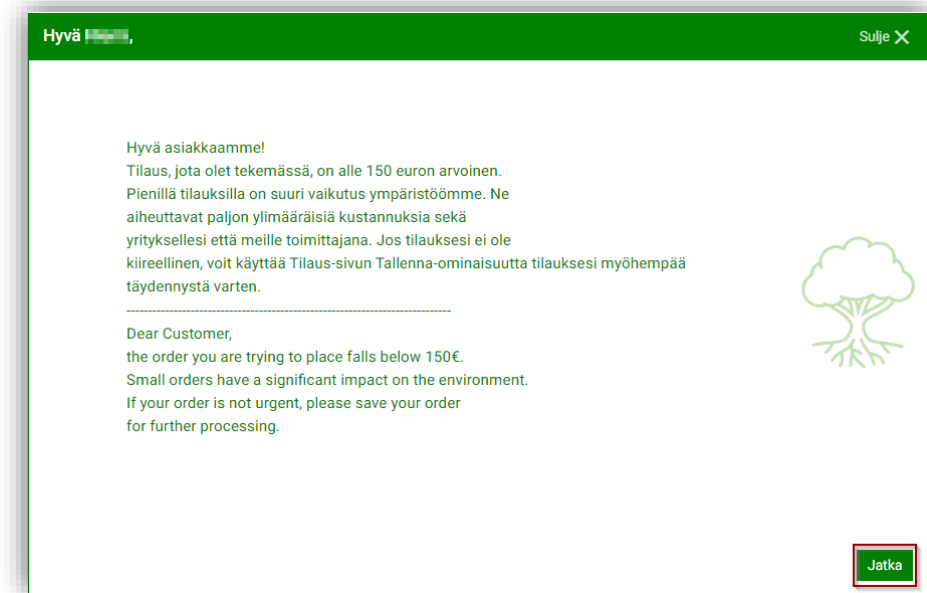 Hyvä ,
Sulje
Hyvä asiakkaamme!
Tilaus, jota olet tekemässä, on alle 150 euron arvoinen.
Pienillä tilauksilla on suuri vaikutus ympäristöömme. Ne
aiheuttavat paljon ylimääräisiä kustannuksia sekä
yrityksellesi että meille toimittajana. Jos tilauksesi ei ole
kiireellinen, voit käyttää Tilaus-sivun Tallenna-ominaisuutta tilauksesi myöhempää
täydennystä varten.
--------------------------------------------------------------------------
Dear Customer,
the order you are trying to place falls below 150€.
Small orders have a significant impact on the environment.
If your order is not urgent, please save your order
for further processing.
Jatka